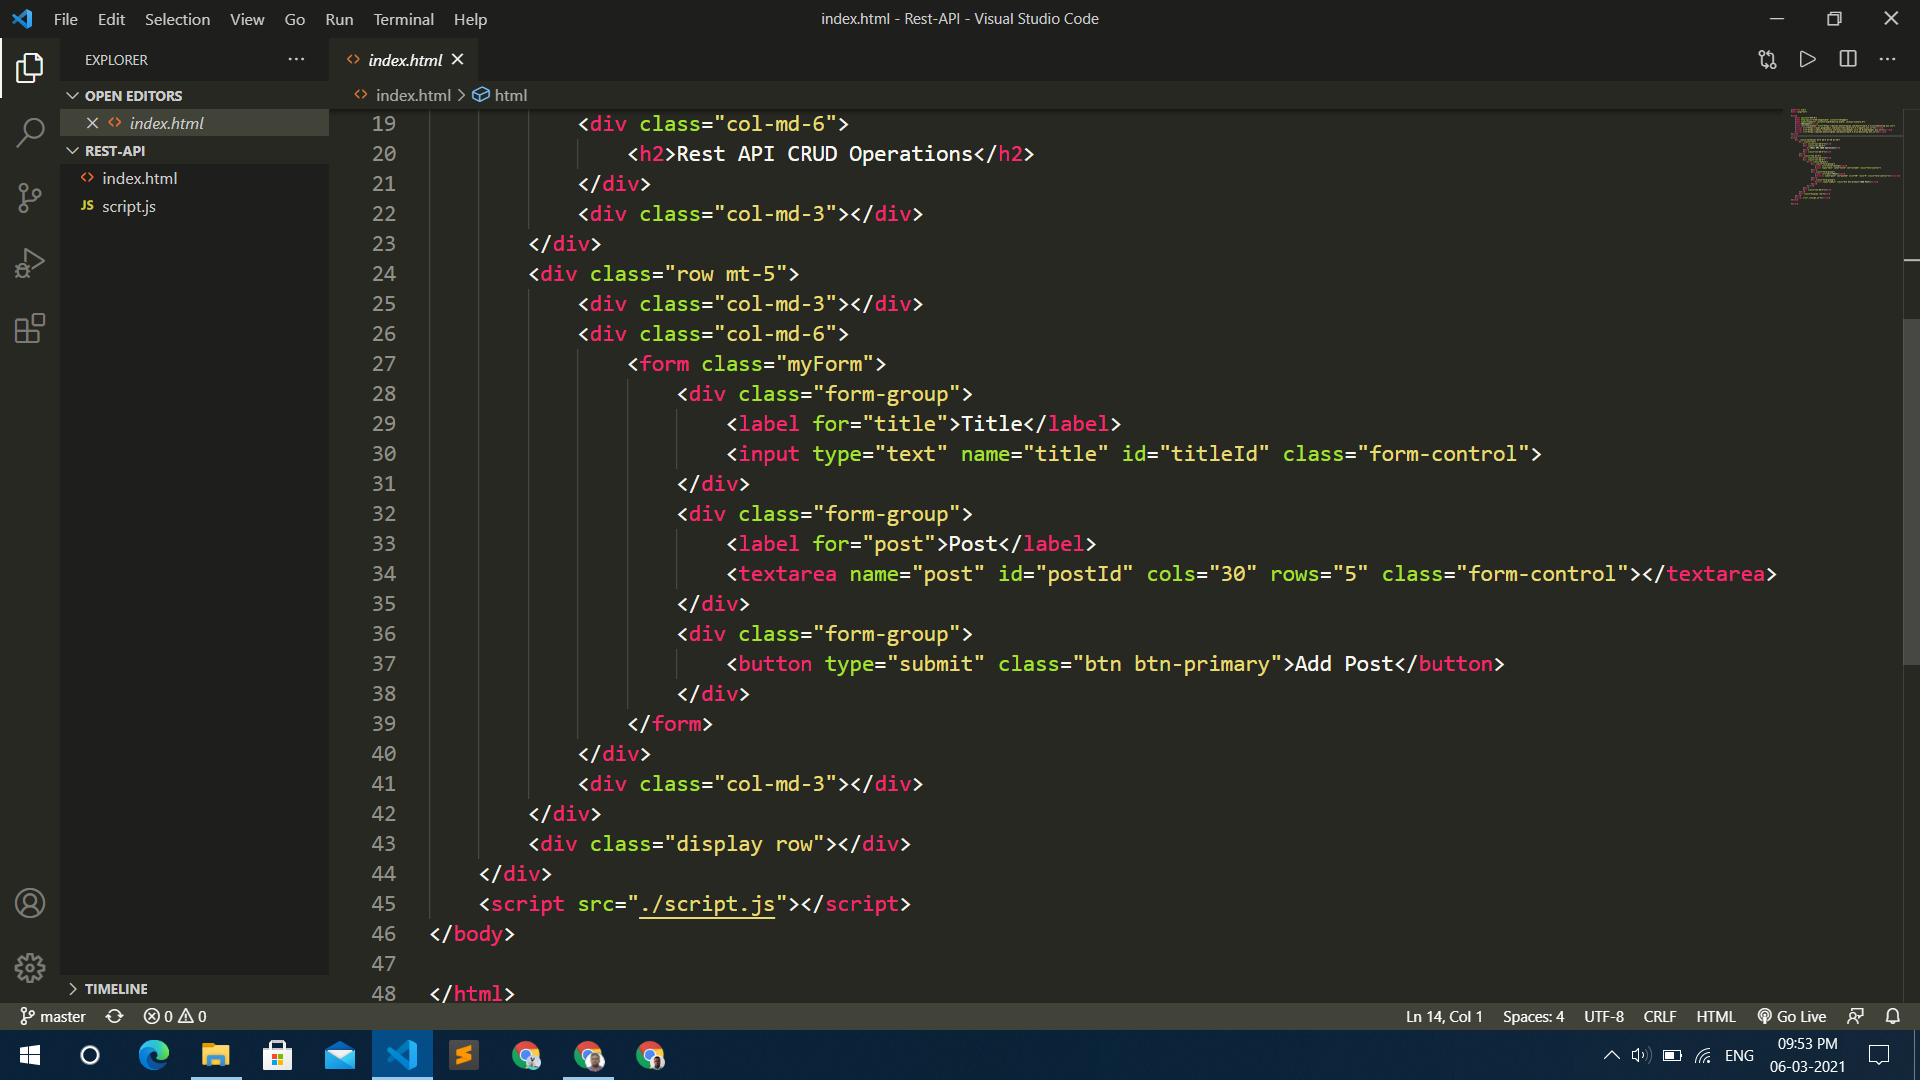 File Edit Selection View Go Run Terminal Help
index.html - Rest-API - Visual Studio Code
EXPLORER
OPEN EDITORS
index.html
REST-API
index.html
JS script.js
TIMELINE
index.html
index.html > html
19 <div class="col-md-6">
20 <h2>Rest API CRUD Operations</h2>
21 </div>
22 <div class="col-md-3"></div>
23 </div>
24 <div class="row mt-5">
25 <div class="col-md-3"></div>
26 <div class="col-md-6">
27 <form class="myForm">
28 <div class="form-group">
29 <label for="title">Title</label>
30 <input type="text" name="title" id="titleId" class="form-control">
31 </div>
32 <div class="form-group">
33 <label for="post">Post</label>
34 <textarea name="post" id="postId" cols="30" rows="5" class="form-control"></textarea>
35 </div>
36 <div class="form-group">
37 <button type="submit" class="btn btn-primary">Add Post</button>
38 </div>
39 </form>
40 </div>
41 <div class="col-md-3"></div>
42 </div>
43 <div class="display row"></div>
44 </div>
45 <script src="./script.js"></script>
46 </body>
47
48 </html>
master 0 0
Ln 14, Col 1 Spaces: 4 UTF-8 CRLF HTML Go Live
ENG
09:53 PM
06-03-2021